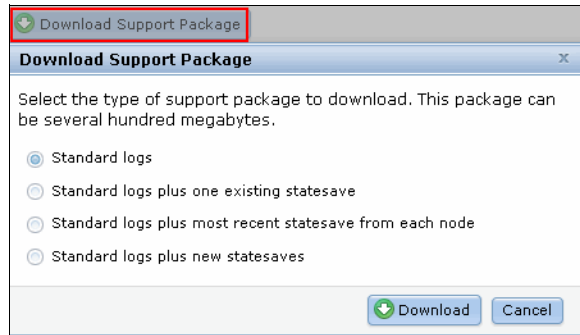 Download Support Package
Download Support Package x
Select the type of support package to download. This package can
be several hundred megabytes.
Standard logs
Standard logs plus one existing statesave
Standard logs plus most recent statesave from each node
Standard logs plus new statesaves
Download Cancel